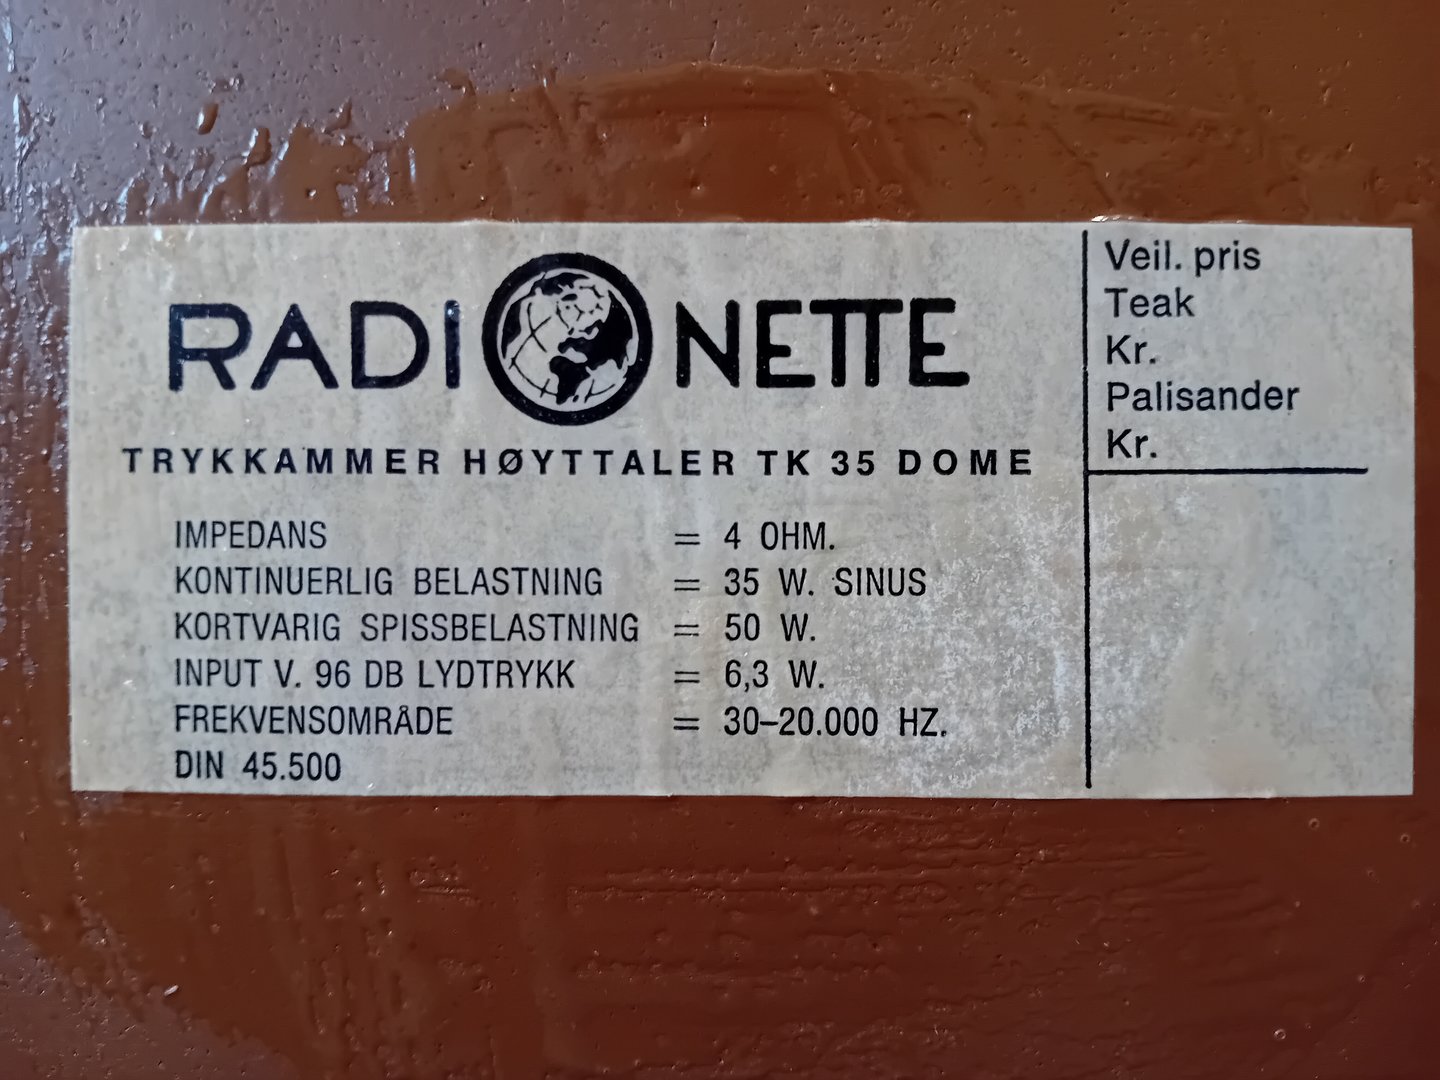 RADIONETTE
TRYKKAMMER HØYTTALER TK 35 DOME
IMPEDANS = 4 OHM.
KONTINUERLIG BELASTNING = 35 W. SINUS
KORTVARIG SPISSBELASTNING = 50 W.
INPUT V. 96 DB LYDTRYKK = 6,3 W.
FREKVENSOMRÅDE = 30–20.000 HZ.
DIN 45.500
Veil. pris
Teak
Kr.
Palisander
Kr.